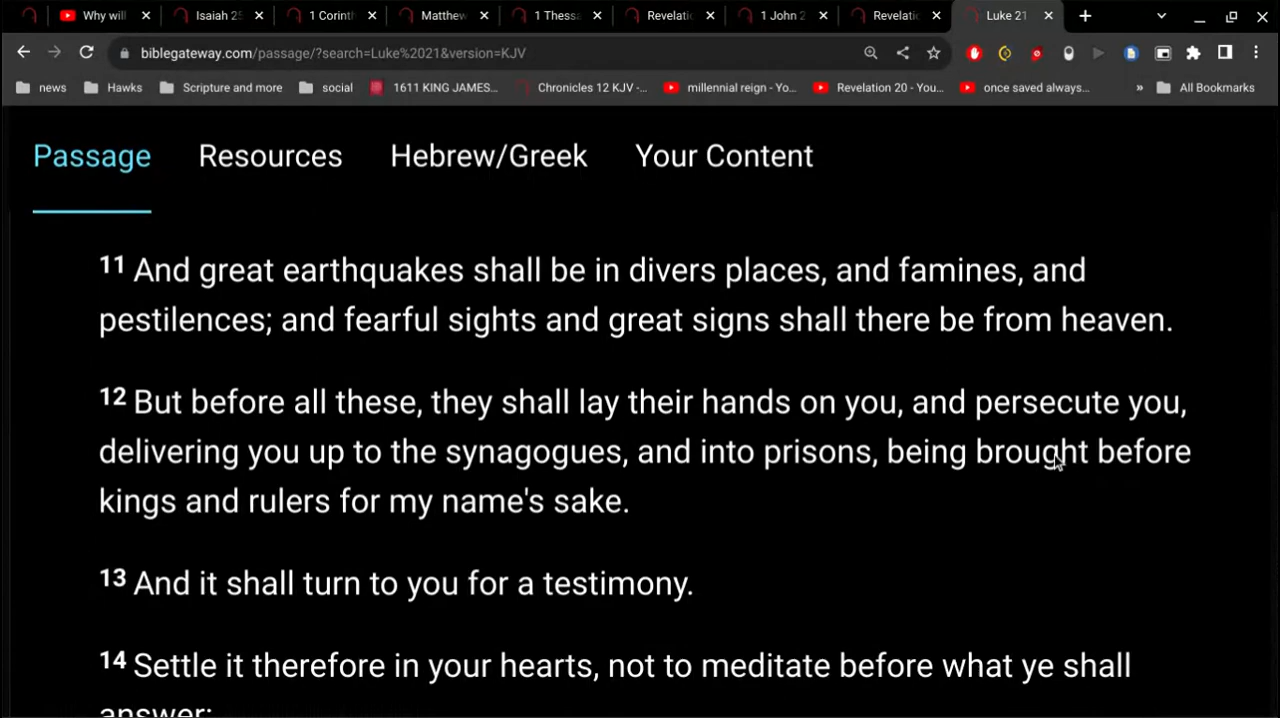 Why will
Isaiah 25
1 Corinth
Matthew
1 Thess
Revelati
1 John 2
Revelati
Luke 21
biblegateway.com/passage/?search=Luke%2021&version=KJV
news
Hawks
Scripture and more
social
1611 KING JAMES...
Chronicles 12 KJV -...
millennial reign - Yo...
Revelation 20 - You...
once saved always...
»
All Bookmarks
Passage
Resources
Hebrew/Greek
Your Content
11 And great earthquakes shall be in divers places, and famines, and
pestilences; and fearful sights and great signs shall there be from heaven.
12 But before all these, they shall lay their hands on you, and persecute you,
delivering you up to the synagogues, and into prisons, being brought before
kings and rulers for my name's sake.
13 And it shall turn to you for a testimony.
14 Settle it therefore in your hearts, not to meditate before what ye shall
answer: